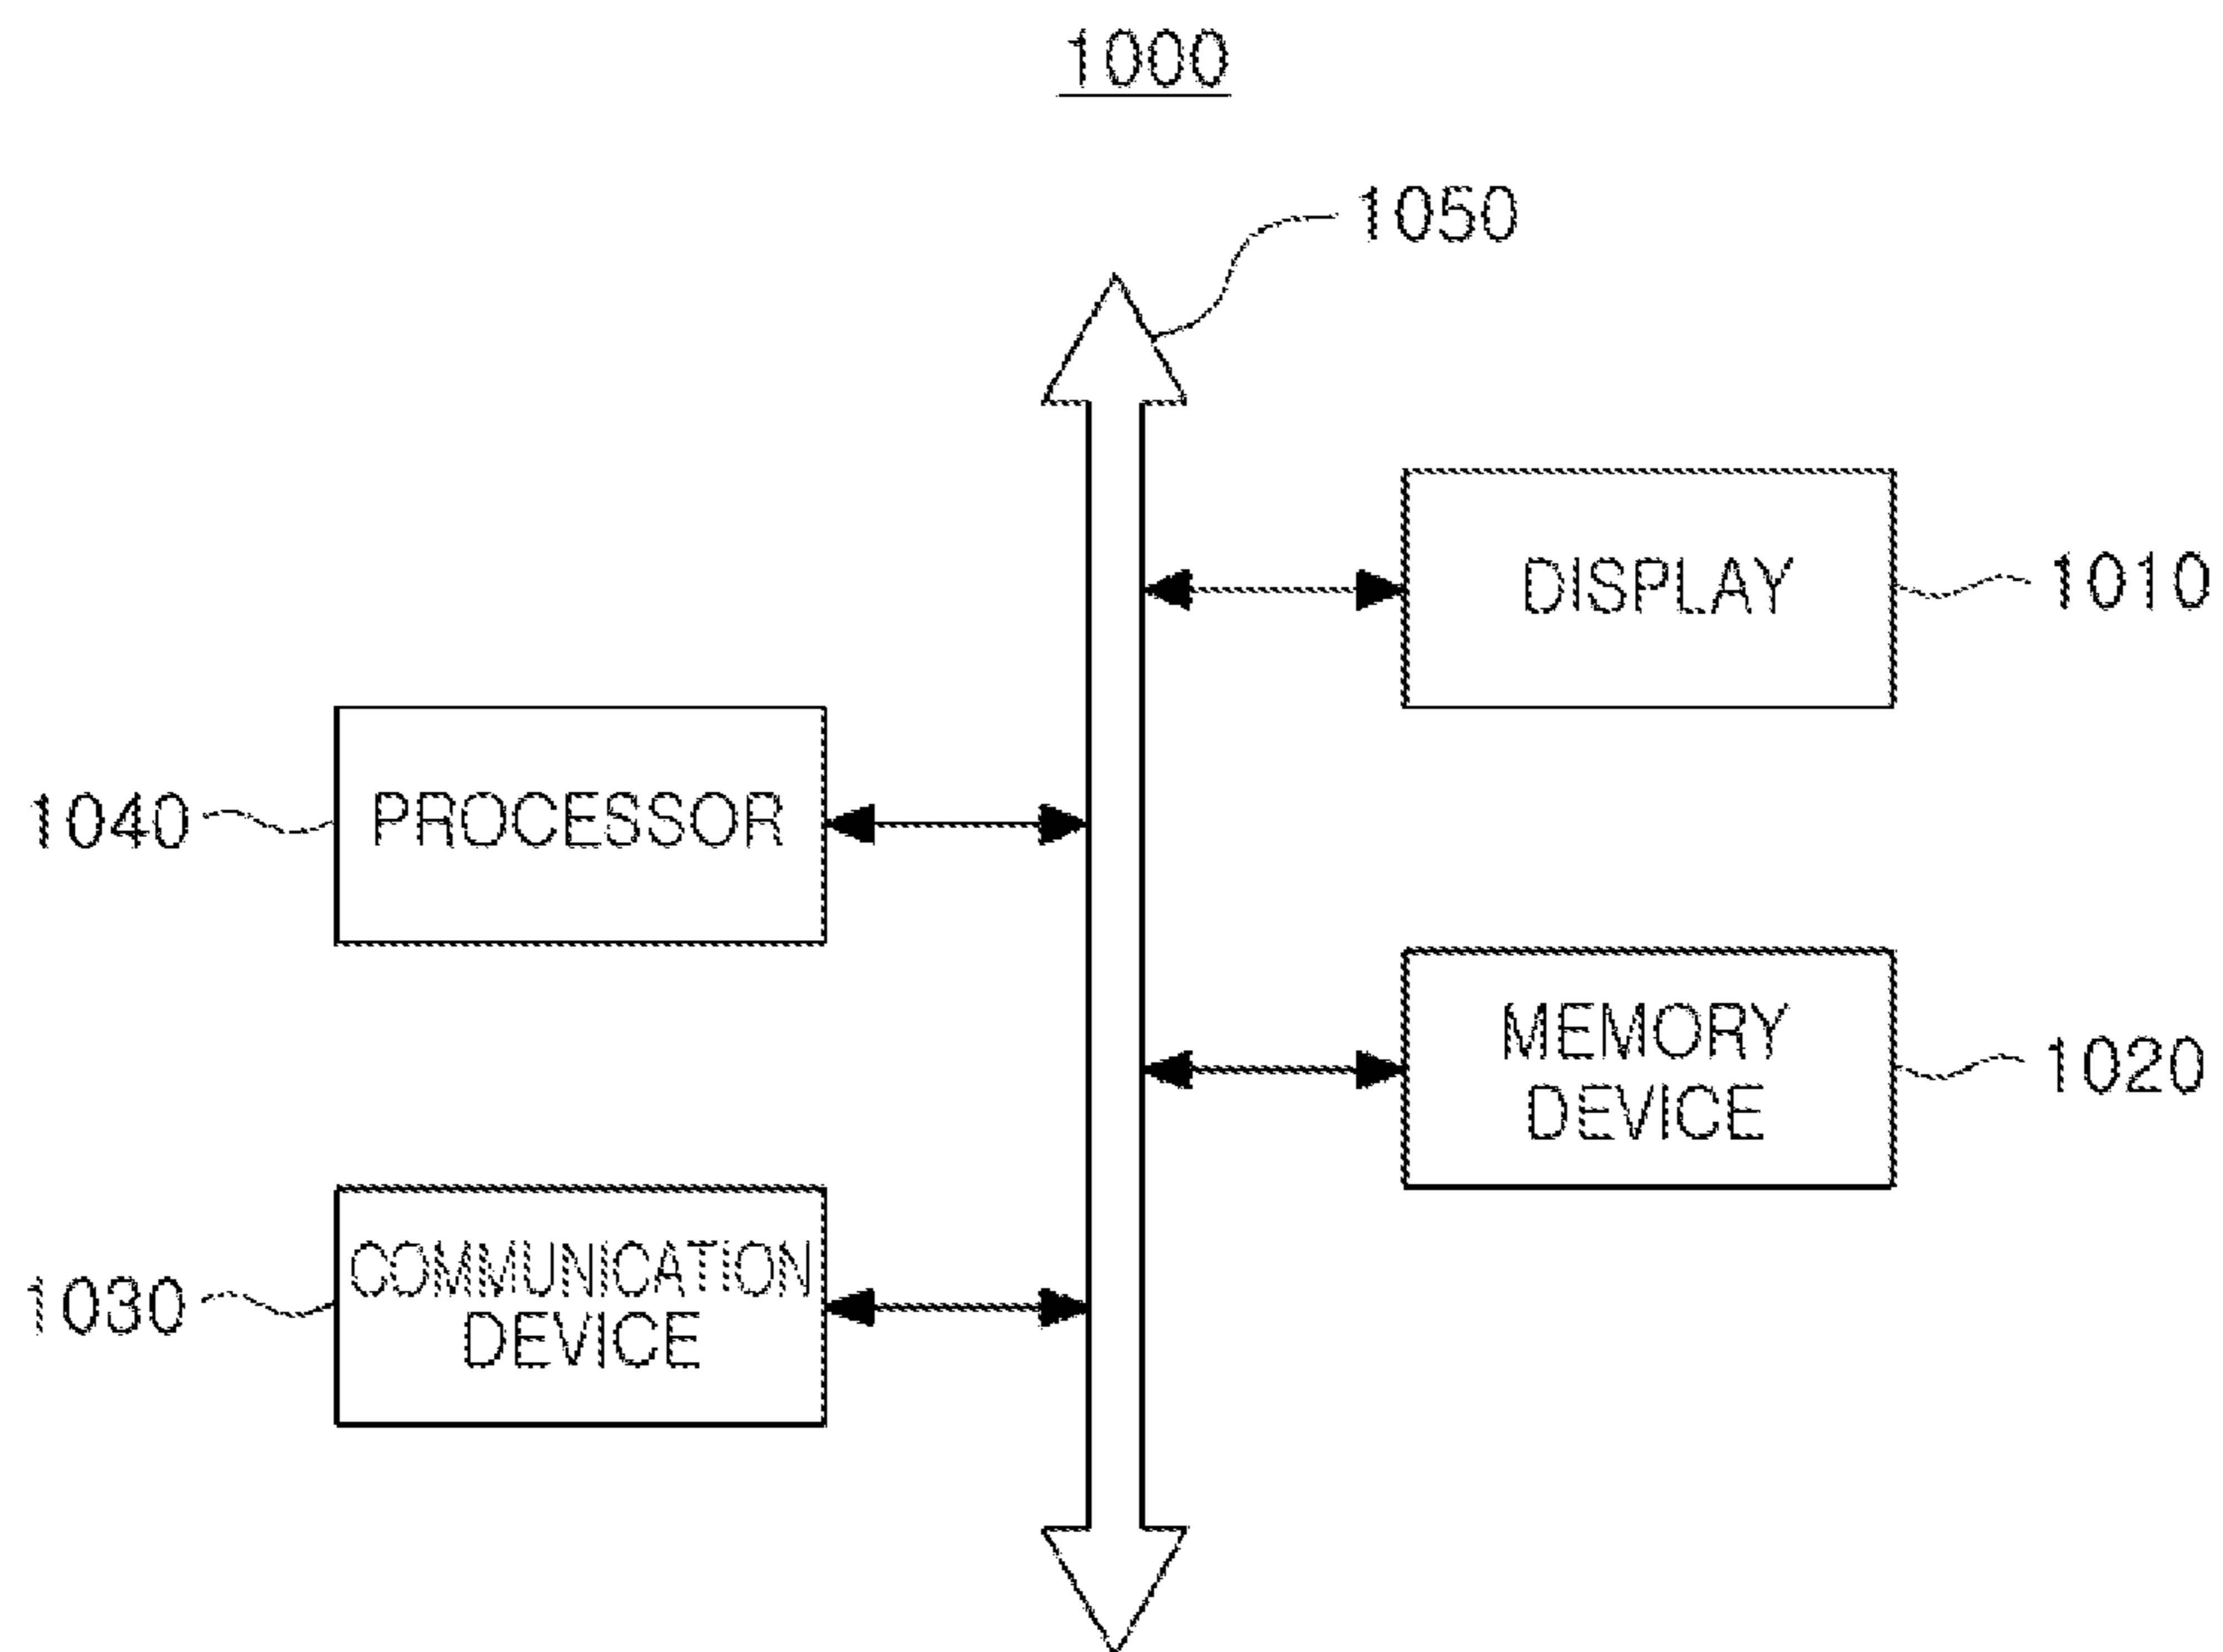 1000
1050
DISPLAY
1010
1040
PROCESSOR
MEMORY
DEVICE
1020
COMMUNICATION
DEVICE
1030